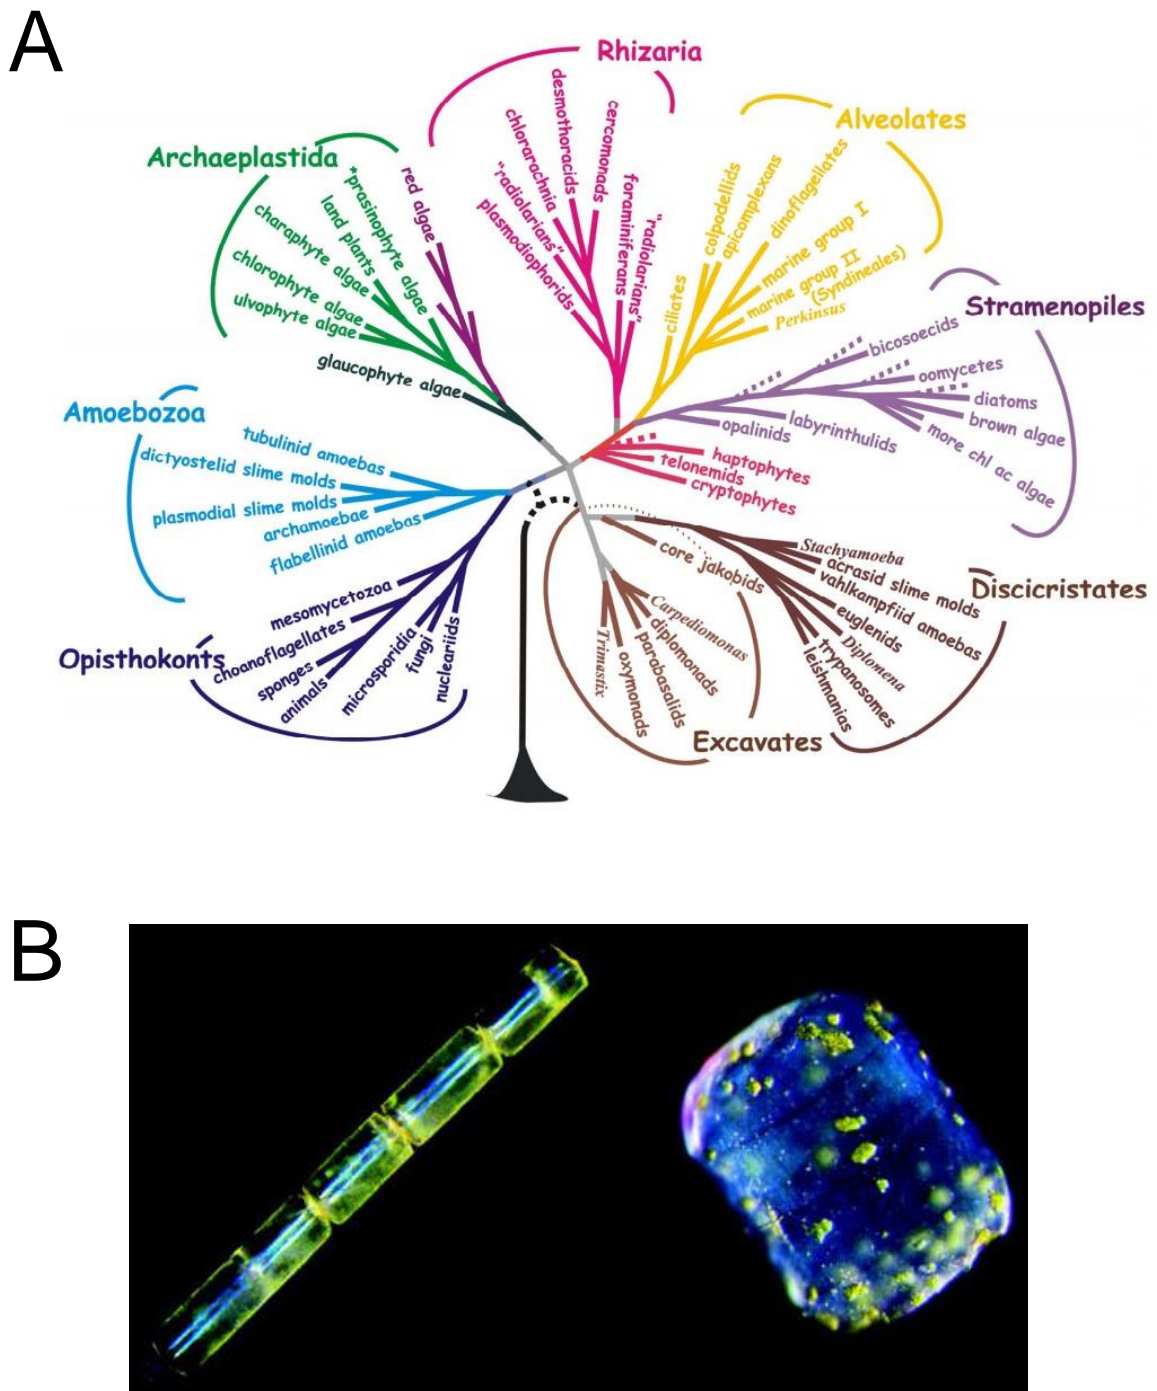 A
Rhizaria
desmothoracids
cercomonads
chlorarachnia
"radiolarians"
plasmodiophorids
foraminiferans
"radiolarians"
Alveolates
colpodellids
apicomplexans
dinoflagellates
marine group I
marine group II
(Syndineales)
Perkinsus
ciliates
Archaeplastida
red algae
*prasinophyte algae
land plants
charaphyte algae
chlorophyte algae
ulvophyte algae
glaucophyte algae
Stramenopiles
bicosoecids
oomycetes
diatoms
brown algae
more chl ac algae
labyrinthulids
opalinids
haptophytes
telonemids
cryptophytes
Amoebozoa
tubulinid amoebas
dictyostelid slime molds
plasmodial slime molds
archamoebae
flabellinid amoebas
Opisthokonts
mesomycetozoa
choanoflagellates
sponges
animals
microsporidia
fungi
nucleariids
Discicristates
Stachyamoeba
acrasid slime molds
vahlkampfiid amoebas
euglenids
Diplomena
trypanosomes
leishmanias
core jakobids
Excavates
Carpediomonas
diplomonads
parabasalids
oxymonads
Trimastix
B